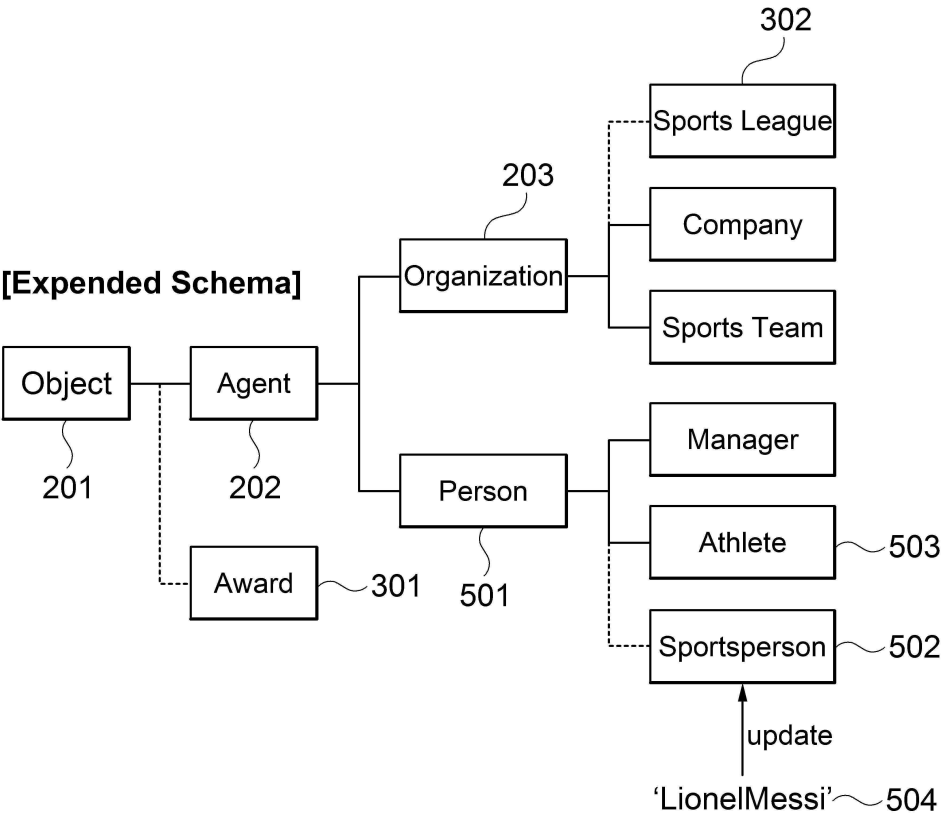 302
Sports League
203
Company
Organization
[Expended Schema]
Sports Team
Object
Agent
Manager
201
202
Person
Athlete
503
Award
301
501
Sportsperson
502
update
‘LionelMessi’
504